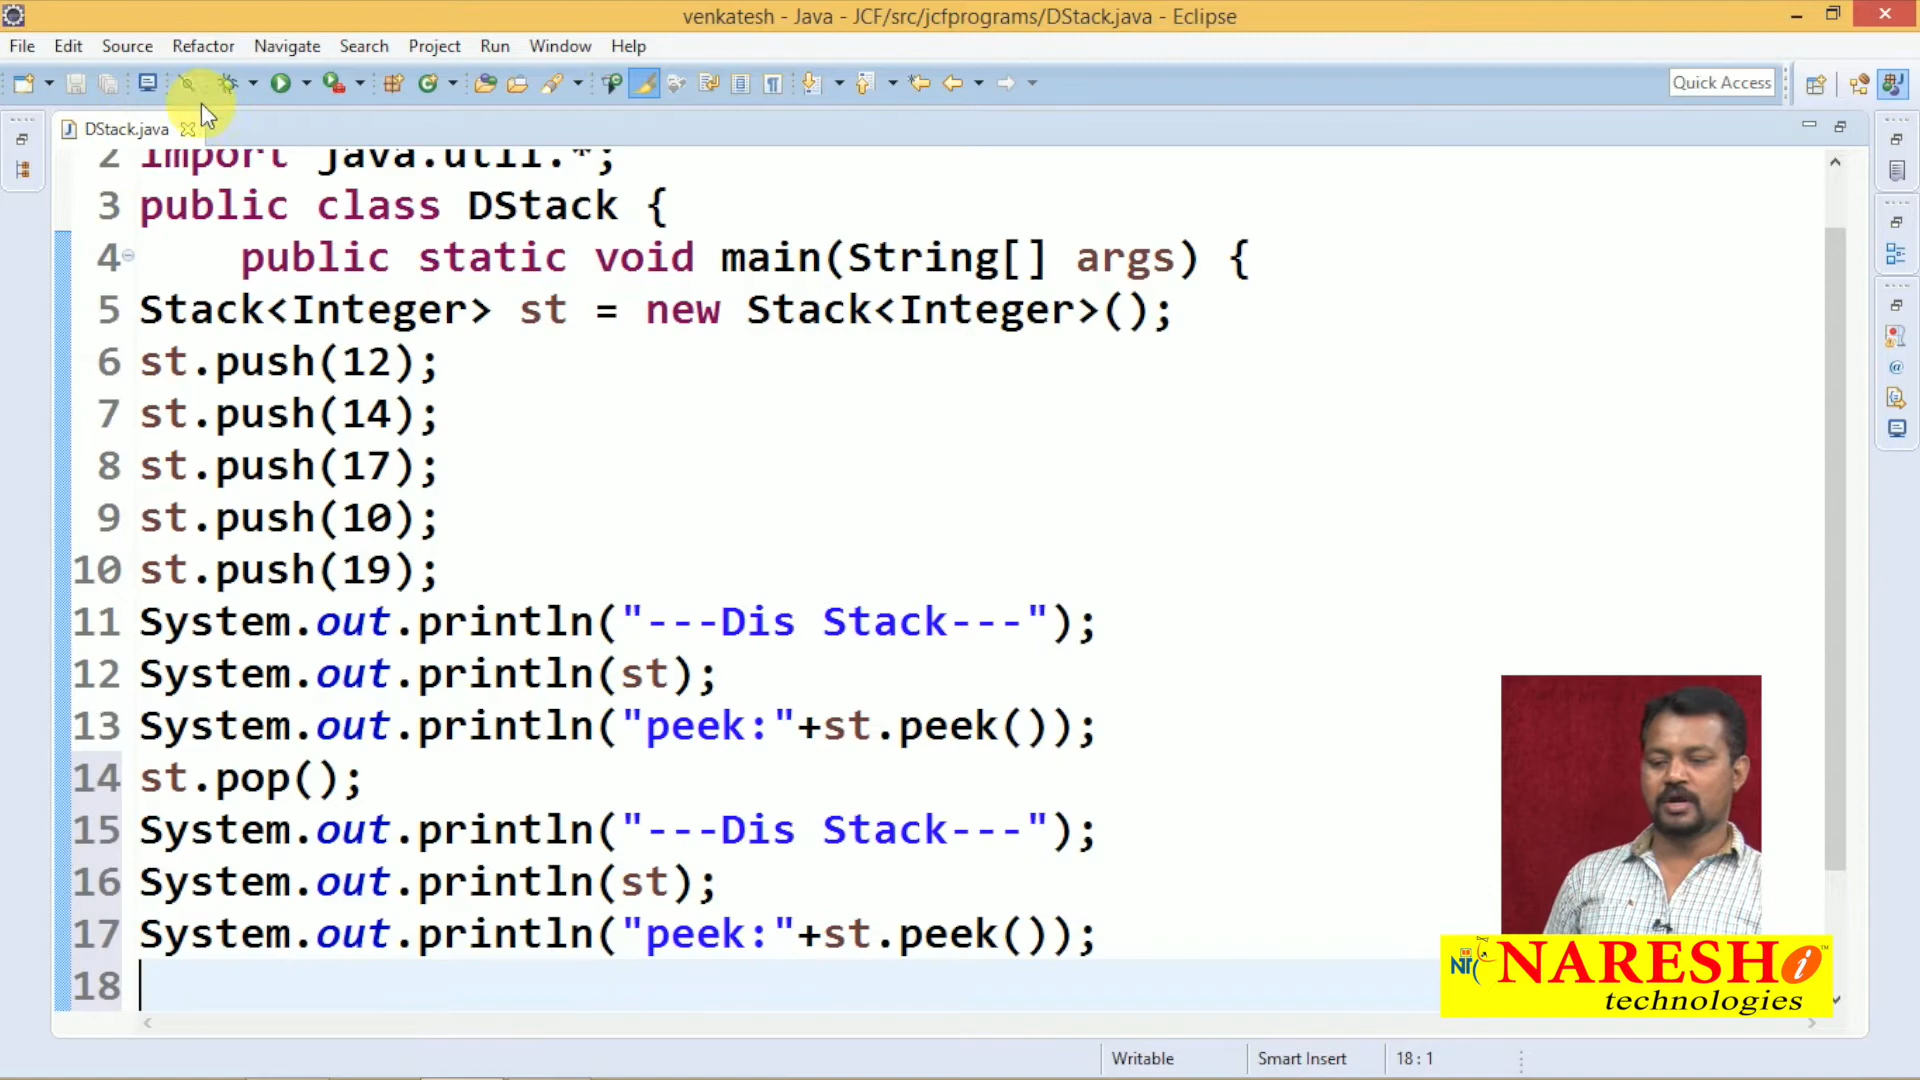 venkatesh - Java - JCF/src/jcfprograms/DStack.java - Eclipse
File Edit Source Refactor Navigate Search Project Run Window Help
Quick Access
DStack.java
2 import java.util.*;
3 public class DStack {
4 public static void main(String[] args) {
5 Stack<Integer> st = new Stack<Integer>();
6 st.push(12);
7 st.push(14);
8 st.push(17);
9 st.push(10);
10 st.push(19);
11 System.out.println("---Dis Stack---");
12 System.out.println(st);
13 System.out.println("peek:"+st.peek());
14 st.pop();
15 System.out.println("---Dis Stack---");
16 System.out.println(st);
17 System.out.println("peek:"+st.peek());
18
NARESH i
technologies
Writable Smart Insert 18 : 1